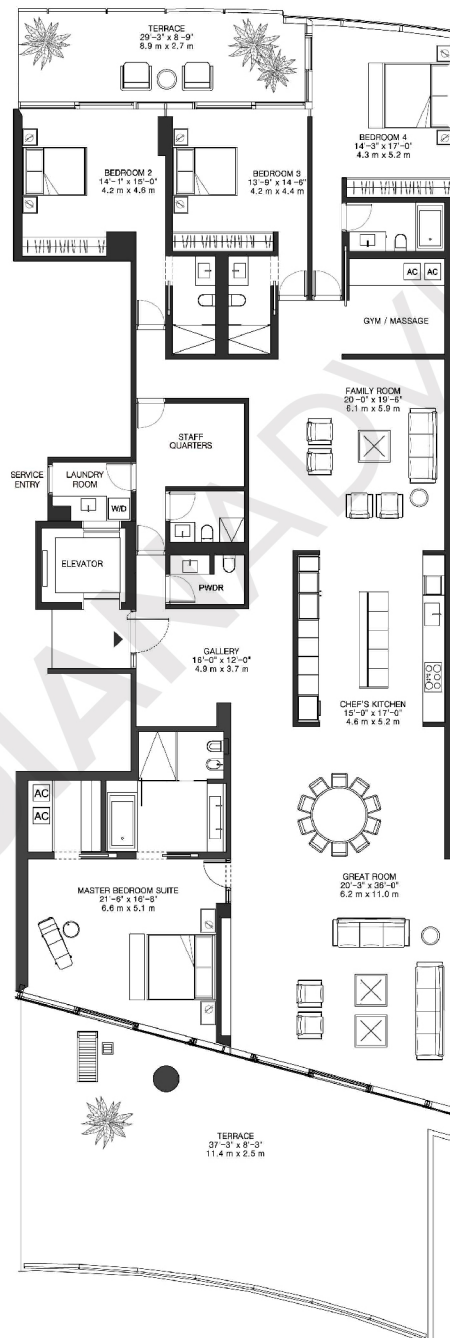 TERRACE
29'-3" x 8'-9"
8.9 m x 2.7 m
BEDROOM 4
14'-3" x 17'-0"
4.3 m x 5.2 m
BEDROOM 2
14'-1" x 15'-0"
4.2 m x 4.6 m
BEDROOM 3
13'-9" x 14'-6"
4.2 m x 4.4 m
AC AC
GYM / MASSAGE
FAMILY ROOM
20'-0" x 19'-6"
6.1 m x 5.9 m
STAFF
QUARTERS
SERVICE
ENTRY
LAUNDRY
ROOM
W/D
ELEVATOR
PWDR
GALLERY
16'-0" x 12'-0"
4.9 m x 3.7 m
CHEF'S KITCHEN
15'-0" x 17'-0"
4.6 m x 5.2 m
AC
AC
MASTER BEDROOM SUITE
21'-6" x 16'-8"
6.6 m x 5.1 m
GREAT ROOM
20'-3" x 36'-0"
6.2 m x 11.0 m
TERRACE
37'-3" x 8'-3"
11.4 m x 2.5 m